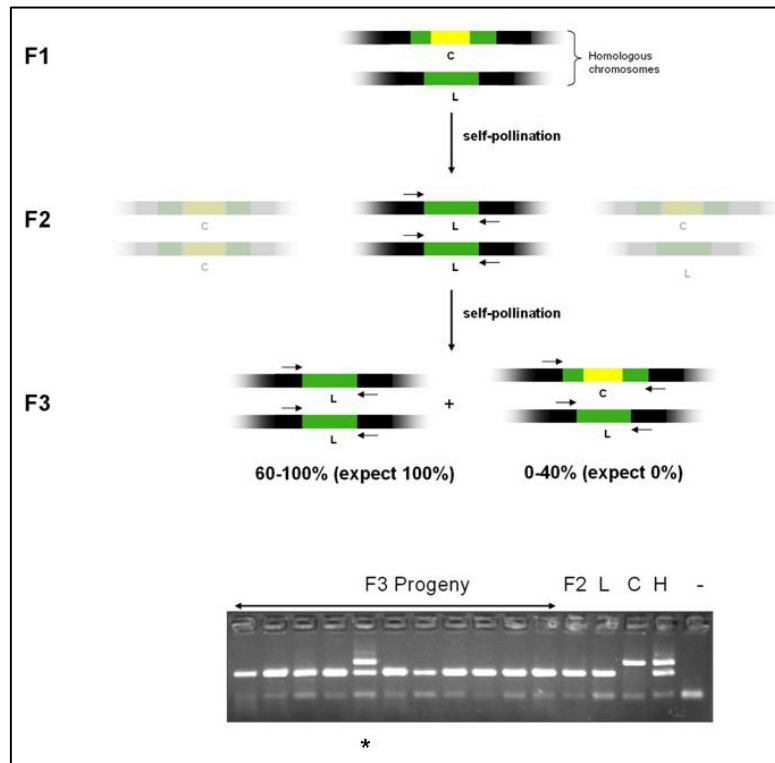 F1
C
Homologous
chromosomes
L
self-pollination
F2
L
L
C
C
C
L
self-pollination
F3
L
L
+
C
L
60-100% (expect 100%)
0-40% (expect 0%)
F3 Progeny F2 L C H -
*